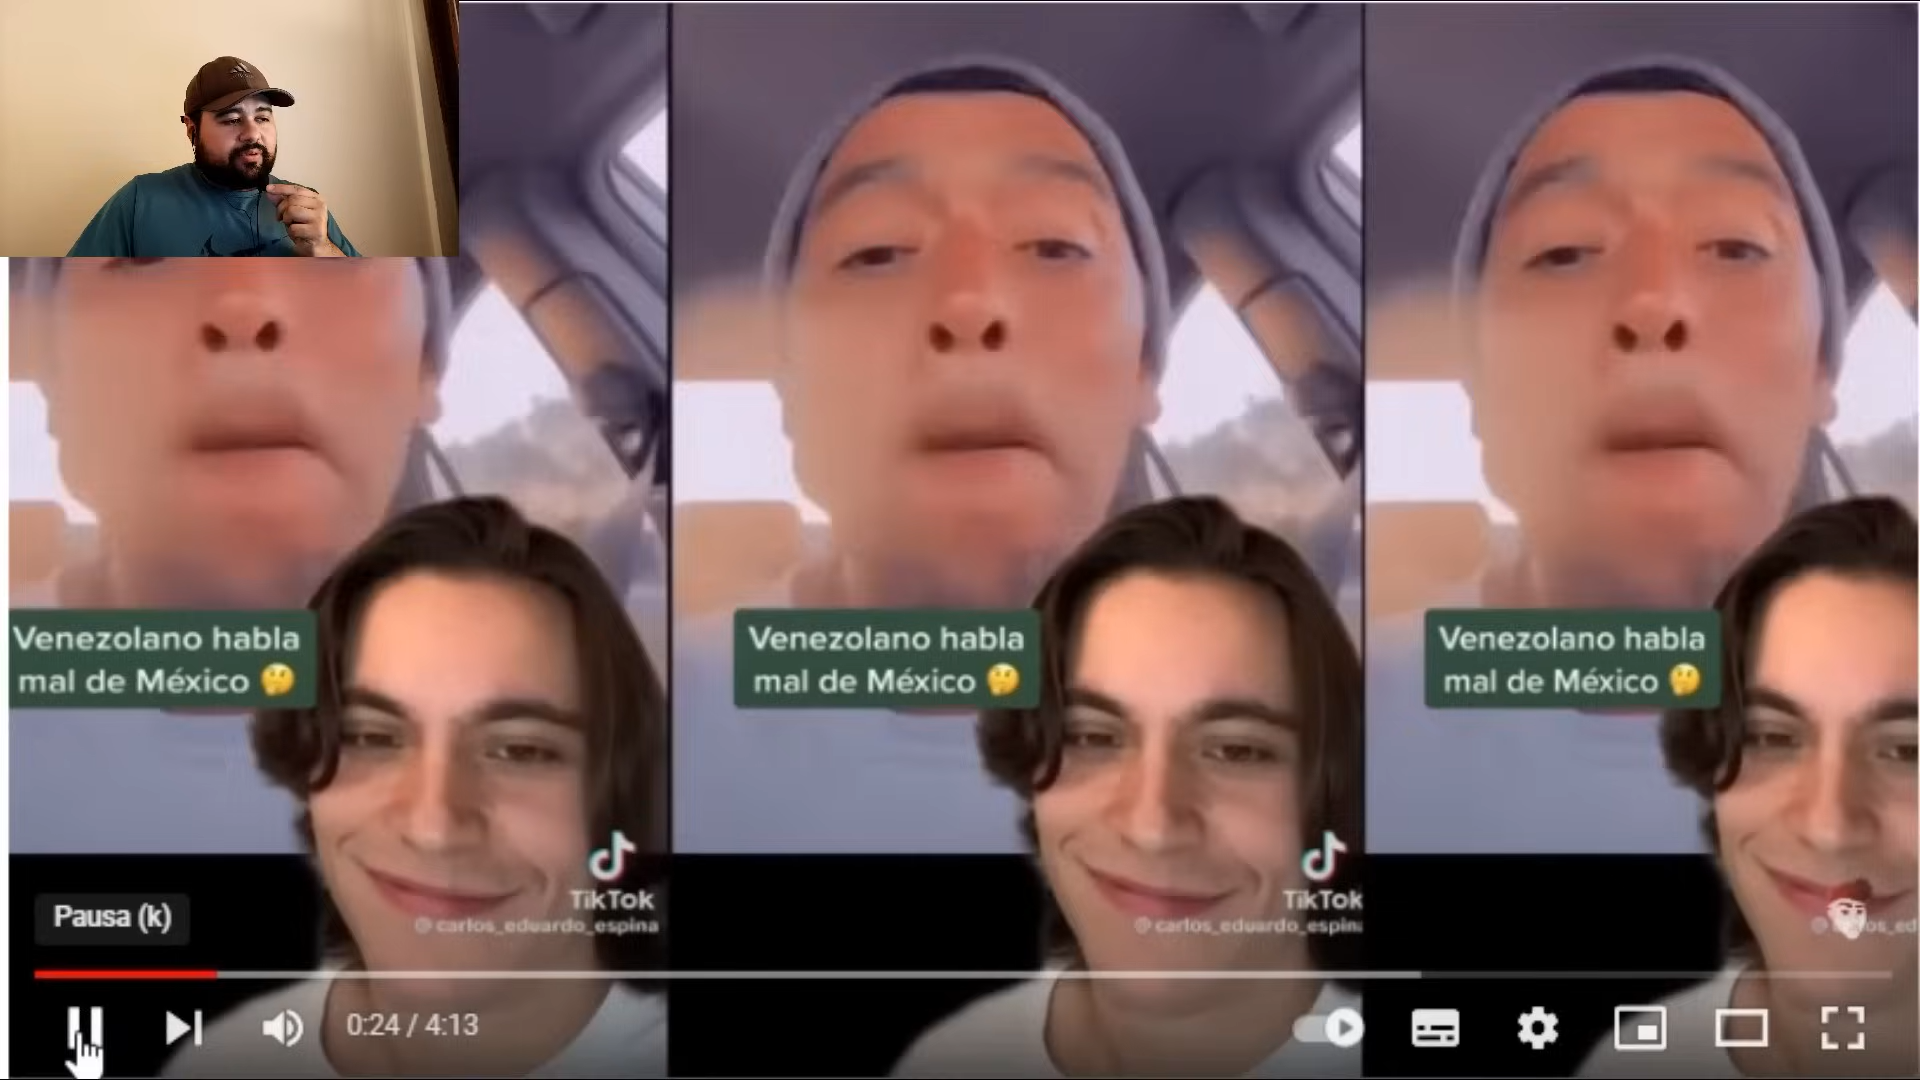 Venezolano habla
mal de México 🤔
Venezolano habla
mal de México 🤔
Venezolano habla
mal de México 🤔
TikTok
@carlos_eduardo_espina
TikTok
@carlos_eduardo_espin
Pausa (k)
0:24 / 4:13